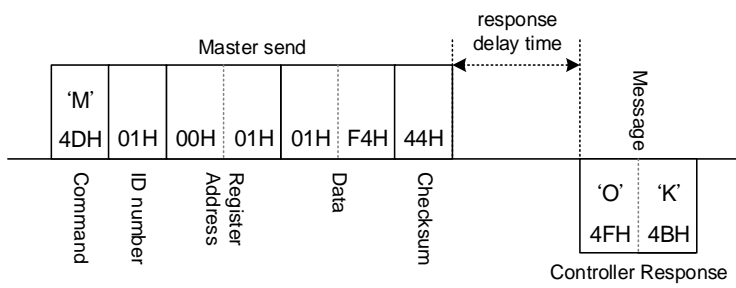 Master send
response
delay time
‘M’
4DH 01H 00H 01H 01H F4H 44H
Command
ID number
Register
Address
Data
Checksum
Message
‘O’ ‘K’
4FH 4BH
Controller Response